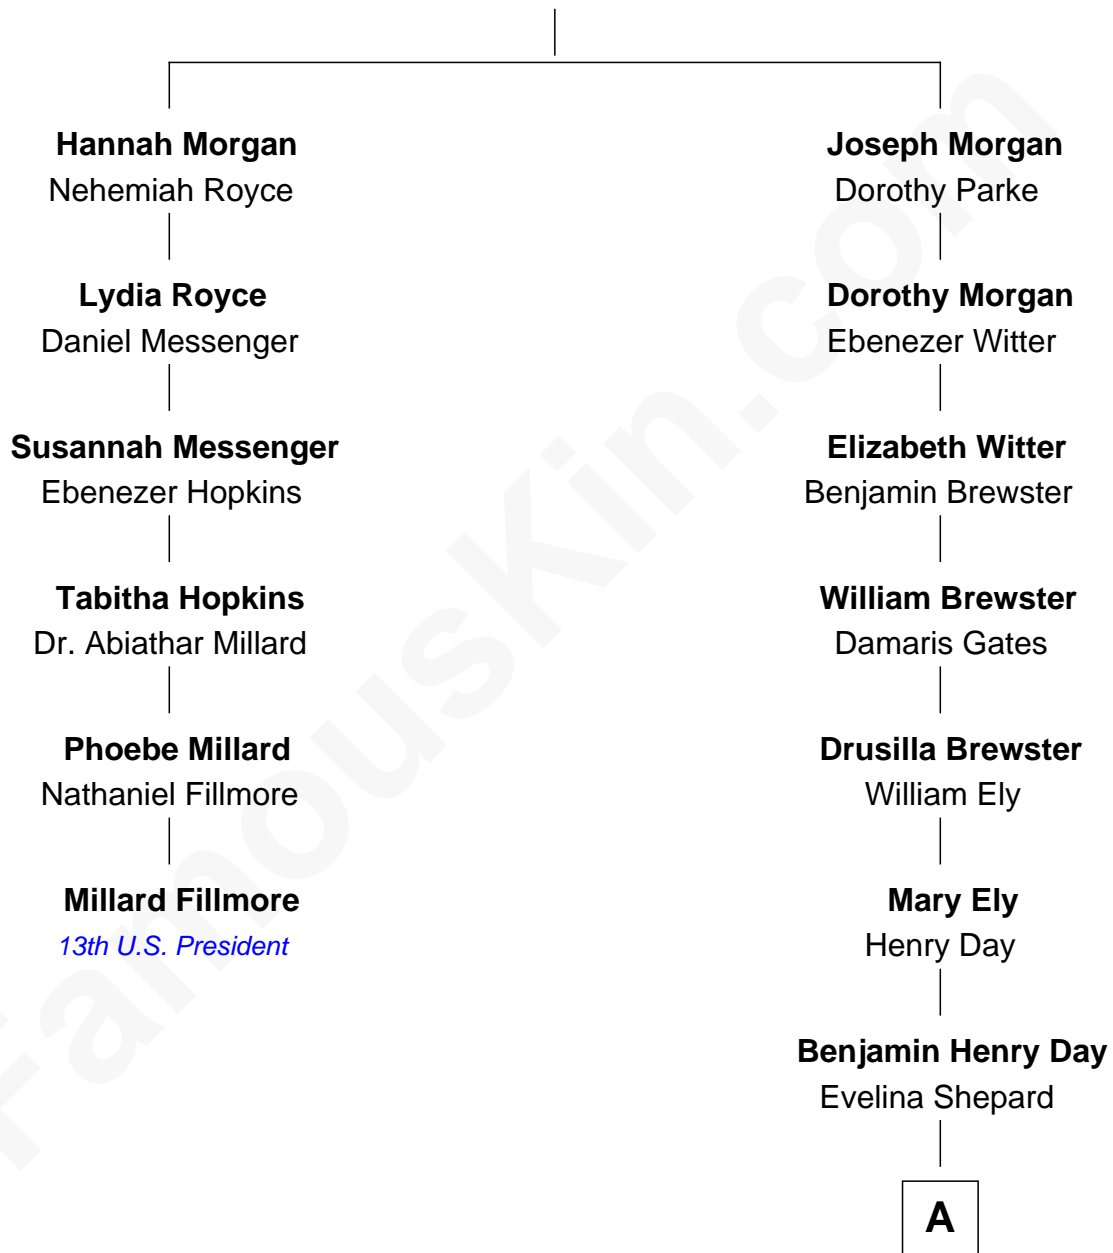 Hannah Morgan
Nehemiah Royce
Lydia Royce
Daniel Messenger
Susannah Messenger
Ebenezer Hopkins
Tabitha Hopkins
Dr. Abiathar Millard
Phoebe Millard
Nathaniel Fillmore
Millard Fillmore
13th U.S. President
Joseph Morgan
Dorothy Parke
Dorothy Morgan
Ebenezer Witter
Elizabeth Witter
Benjamin Brewster
William Brewster
Damaris Gates
Drusilla Brewster
William Ely
Mary Ely
Henry Day
Benjamin Henry Day
Evelina Shepard
A
FamousKin.com